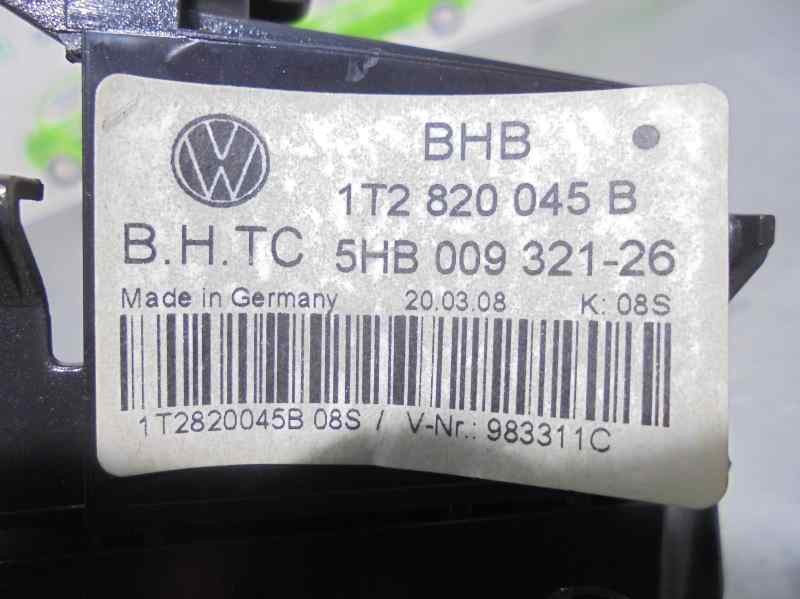 BHB
1T2 820 045 B
B.H.TC 5HB 009 321-26
Made in Germany 20.03.08 K: 08S
1T2820045B 08S / V-Nr.: 983311C